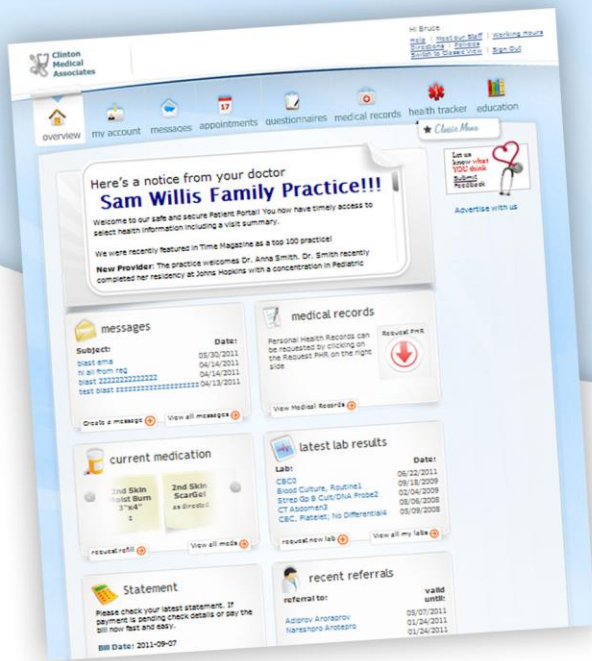 Clinton
Medical
Associates
Hi Bruce
Help | Meet our Staff | Working Hours
Directions | Policies
Switch to Classic View | Sign Out
overview
my account
messages
17
appointments
questionnaires
medical records
health tracker
education
★ Classic Menu
Here's a notice from your doctor
Sam Willis Family Practice!!!
Welcome to our safe and secure Patient Portal! You now have timely access to
select health information including a visit summary.
We were recently featured in Time Magazine as a top 100 practice!
New Provider: The practice welcomes Dr. Anna Smith. Dr. Smith recently
completed her residency at Johns Hopkins with a concentration in Pediatric
Let us
know what
YOU think
Submit
Feedback
Advertise with us
messages
Subject: Date:
blast ema 05/30/2011
hi all from reg 04/14/2011
blast 2222222222222 04/14/2011
test blast 04/13/2011
Create a message
View all messages
medical records
Personal Health Records can
be requested by clicking on
the Request PHR on the right
side
Request PHR
View Medical Records
current medication
2nd Skin
Moist Burn
3"x4"
1
2nd Skin
ScarGel
as directed
request refill
View all meds
latest lab results
Lab: Date:
CBC0 06/22/2011
Blood Culture, Routine1 09/18/2009
Strep Gp B Cult/DNA Probe2 02/04/2009
CT Abdomen3 08/06/2008
CBC, Platelet; No Differential4 05/09/2008
request new lab
View all my labs
Statement
Please check your latest statement. If
payment is pending check details or pay the
bill now fast and easy.
Bill Date: 2011-09-07
recent referrals
referral to: valid
until:
Adiprov Aroraprov 05/07/2011
Nareshpro Arotepro 01/24/2011
01/24/2011